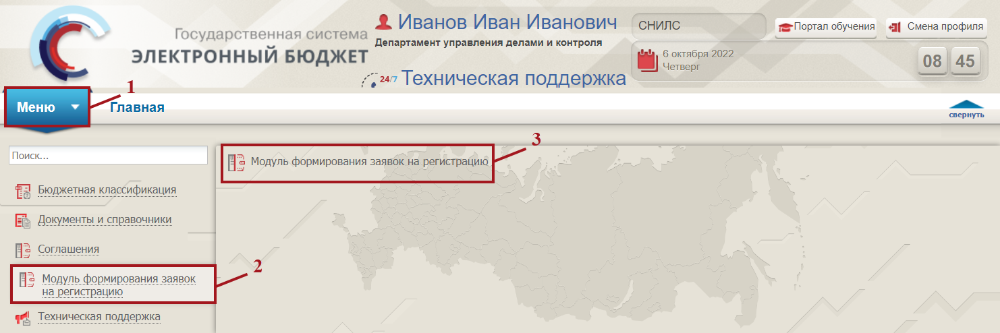 Государственная система
ЭЛЕКТРОННЫЙ БЮДЖЕТ
Иванов Иван Иванович
Департамент управления делами и контроля
24/7 Техническая поддержка
СНИЛС
Портал обучения
Смена профиля
6 октября 2022
Четверг
08 45
1
Меню
Главная
свернуть
Поиск...
Бюджетная классификация
Документы и справочники
Соглашения
2
Модуль формирования заявок
на регистрацию
Техническая поддержка
3
Модуль формирования заявок на регистрацию